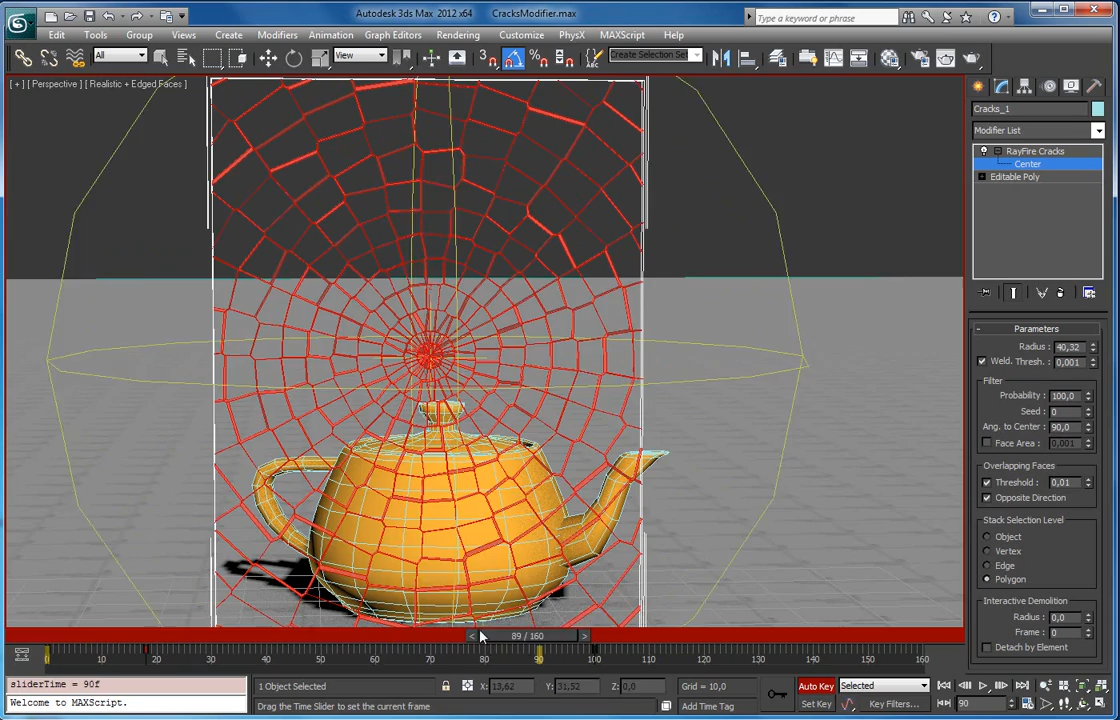 Autodesk 3ds Max 2012 x64 CracksModifier.max
Type a keyword or phrase
Edit Tools Group Views Create Modifiers Animation Graph Editors Rendering Customize PhysX MAXScript Help
All View 3 Create Selection Set
[ + ] [ Perspective ] [ Realistic + Edged Faces ]
Cracks_1
Modifier List
RayFire Cracks
Center
Editable Poly
Parameters
Radius : 40,32
Weld. Thresh. : 0,001
Filter
Probability : 100,0
Seed : 0
Ang. to Center : 90,0
Face Area : 0,001
Overlapping Faces
Threshold : 0,01
Opposite Direction
Stack Selection Level
Object
Vertex
Edge
Polygon
Interactive Demolition
Radius : 0,0
Frame : 0
Detach by Element
< 89 / 160 >
0 10 20 30 40 50 60 70 80 90 100 110 120 130 140 150 160
sliderTime = 90f
Welcome to MAXScript.
1 Object Selected X: 13,62 Y: 31,52 Z: 0,0 Grid = 10,0
Drag the Time Slider to set the current frame Add Time Tag
Auto Key Selected
Set Key Key Filters... 90